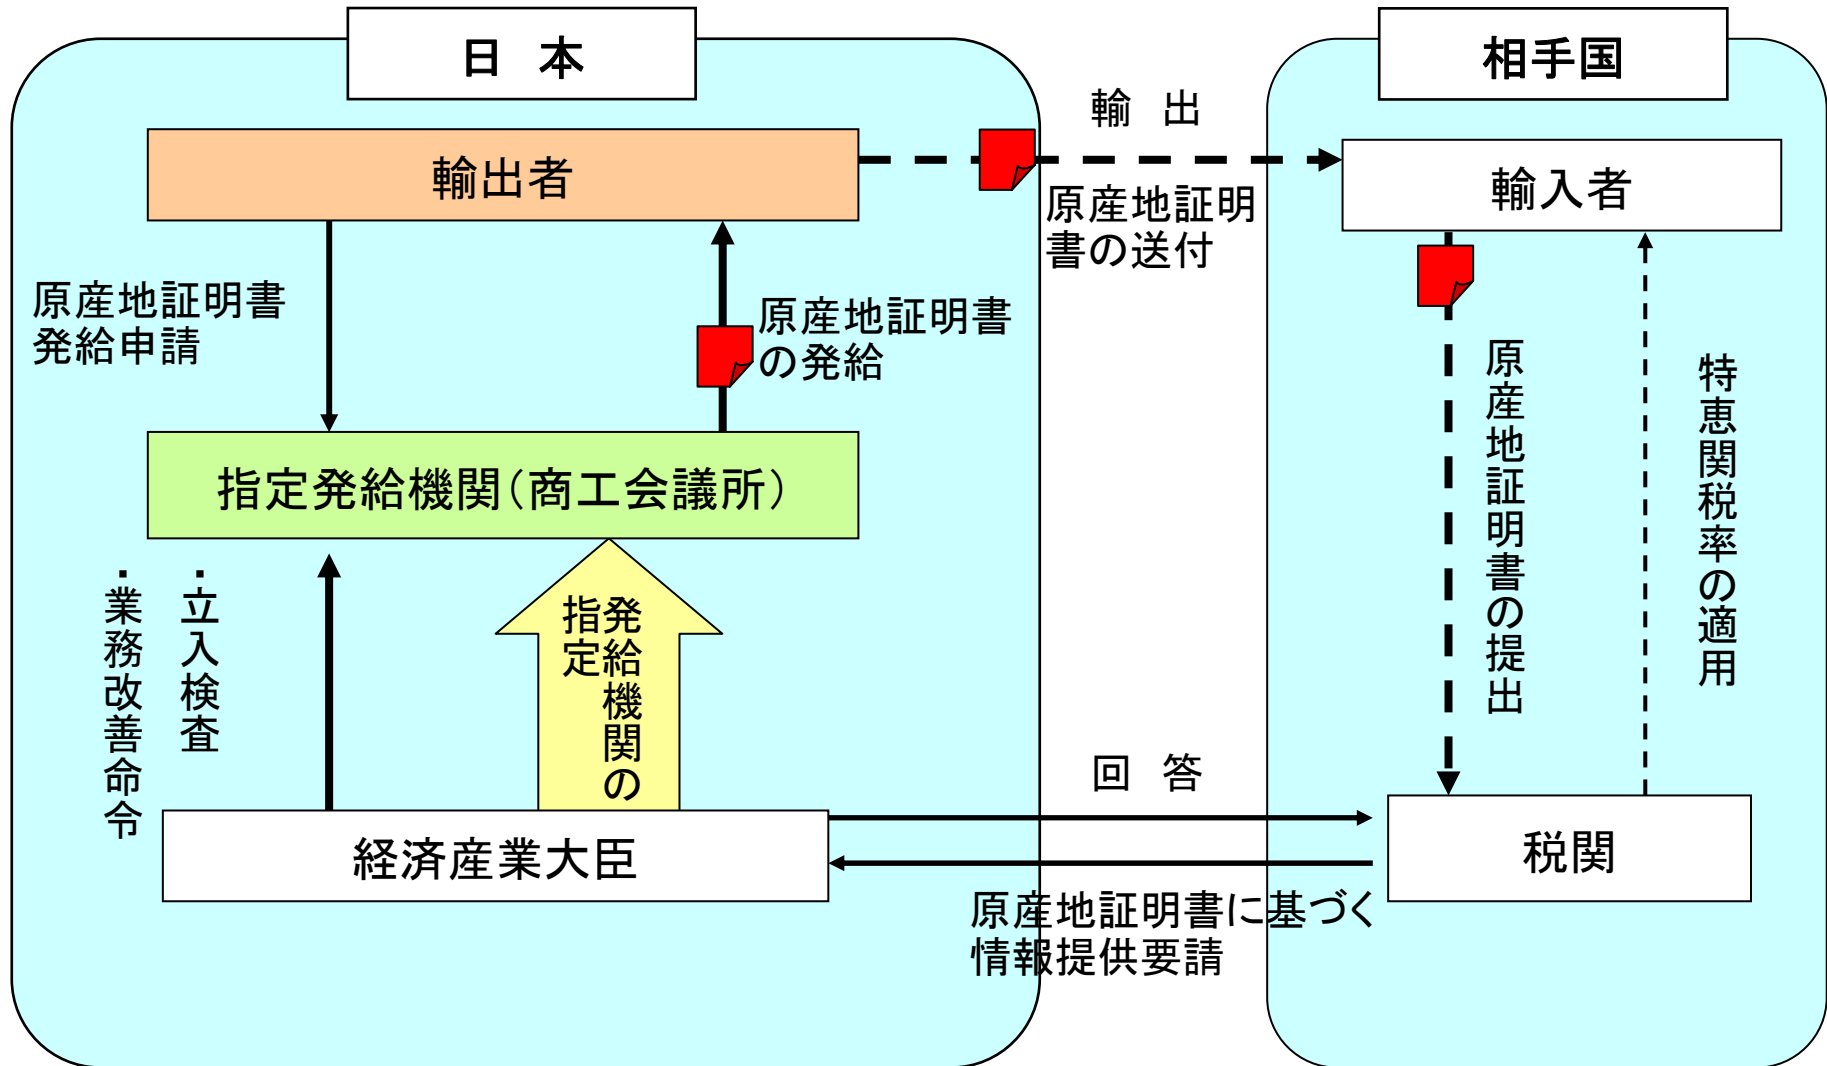 日　本
相手国
輸出者
輸　出
原産地証明
書の送付
輸入者
原産地証明書
発給申請
原産地証明書
の発給
原産地証明書の提出
特恵関税率の適用
指定発給機関（商工会議所）
・立入検査
・業務改善命令
発給機関の
指定
経済産業大臣
回　答
税関
原産地証明書に基づく
情報提供要請